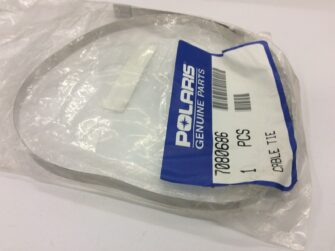 POLARIS
GENUINE PARTS
7080686
1 PCS
CABLE TIE